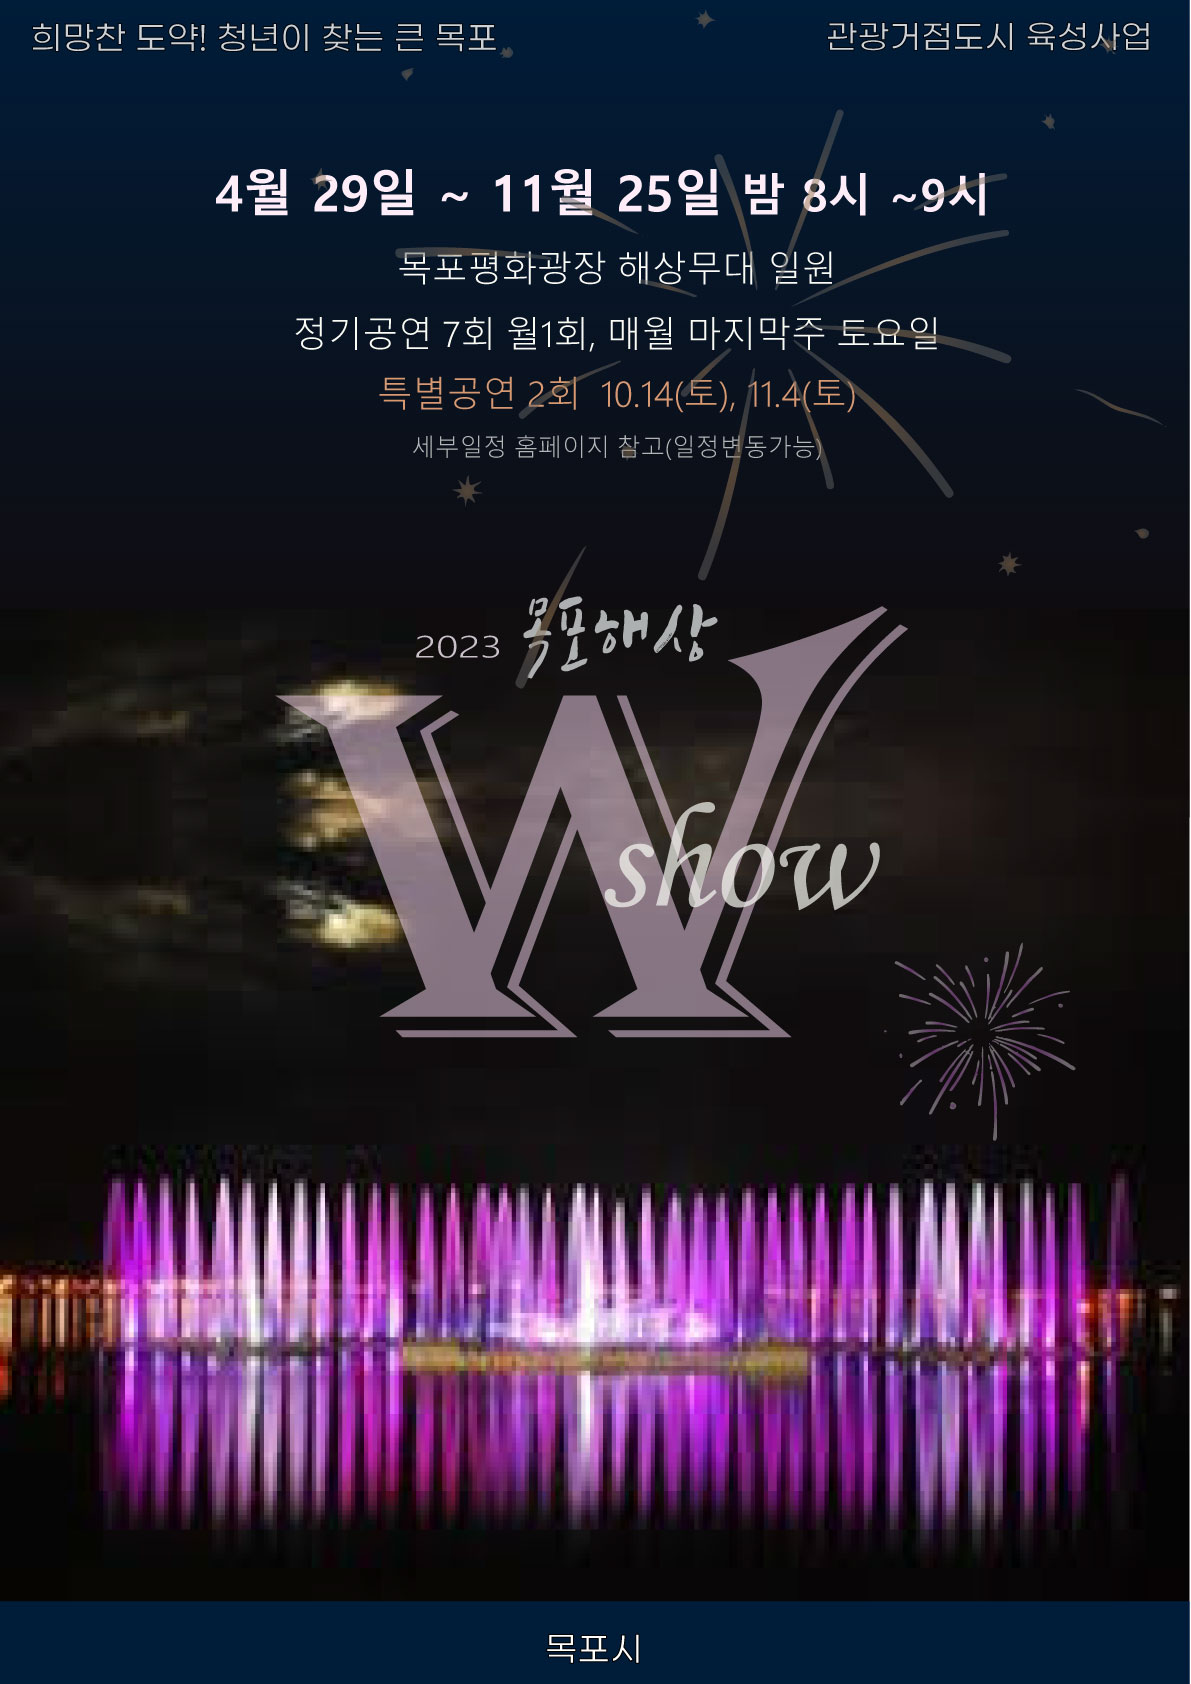 희망찬 도약! 청년이 찾는 큰 목포
관광거점도시 육성사업
4월 29일 ~ 11월 25일 밤 8시 ~9시
목포평화광장 해상무대 일원
정기공연 7회 월1회, 매월 마지막주 토요일
특별공연 2회 10.14(토), 11.4(토)
세부일정 홈페이지 참고(일정변동가능)
2023 목포해상
W
show
목포시